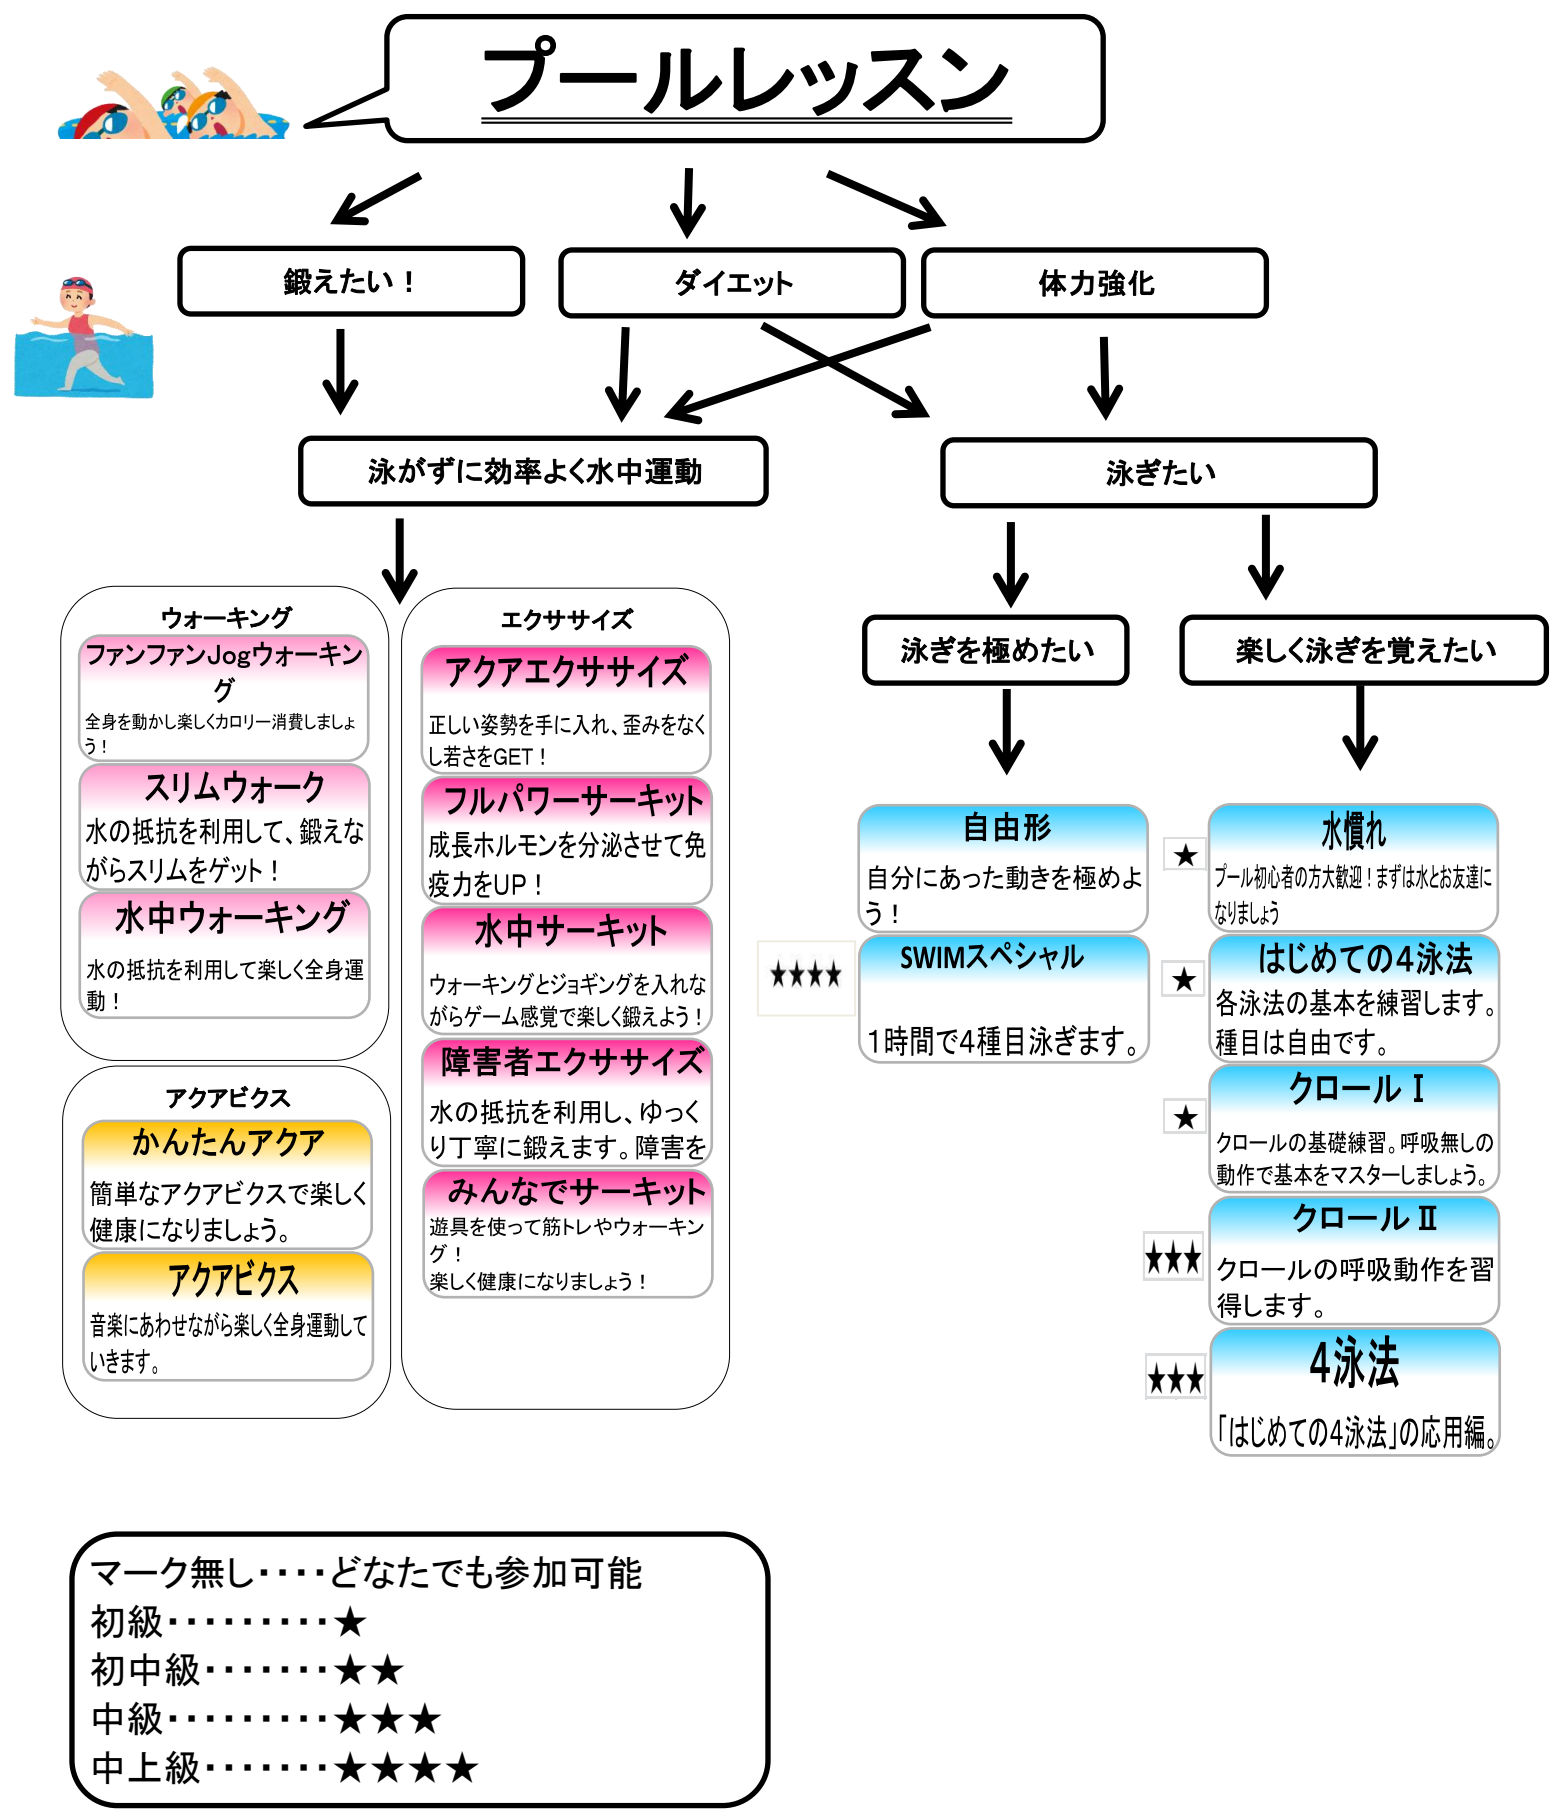 プールレッスン
鍛えたい！
ダイエット
体力強化
泳がずに効率よく水中運動
泳ぎたい
泳ぎを極めたい
楽しく泳ぎを覚えたい
ウォーキング
ファンファンJogウォーキン
グ
全身を動かし楽しくカロリー消費しましょ
う！
スリムウォーク
水の抵抗を利用して、鍛えな
がらスリムをゲット！
水中ウォーキング
水の抵抗を利用して楽しく全身運
動！
アクアビクス
かんたんアクア
簡単なアクアビクスで楽しく
健康になりましょう。
アクアビクス
音楽にあわせながら楽しく全身運動して
いきます。
エクササイズ
アクアエクササイズ
正しい姿勢を手に入れ、歪みをなく
し若さをGET！
フルパワーサーキット
成長ホルモンを分泌させて免
疫力をUP！
水中サーキット
ウォーキングとジョギングを入れな
がらゲーム感覚で楽しく鍛えよう！
障害者エクササイズ
水の抵抗を利用し、ゆっく
り丁寧に鍛えます。障害を
みんなでサーキット
遊具を使って筋トレやウォーキン
グ！
楽しく健康になりましょう！
自由形
自分にあった動きを極めよ
う！
★★★★
SWIMスペシャル
1時間で4種目泳ぎます。
★
水慣れ
プール初心者の方大歓迎！まずは水とお友達に
なりましょう
★
はじめての4泳法
各泳法の基本を練習します。
種目は自由です。
★
クロールⅠ
クロールの基礎練習。呼吸無しの
動作で基本をマスターしましょう。
★★★
クロールⅡ
クロールの呼吸動作を習
得します。
★★★
4泳法
「はじめての4泳法」の応用編。
マーク無し････どなたでも参加可能
初級･････････★
初中級･･･････★★
中級･････････★★★
中上級･･･････★★★★